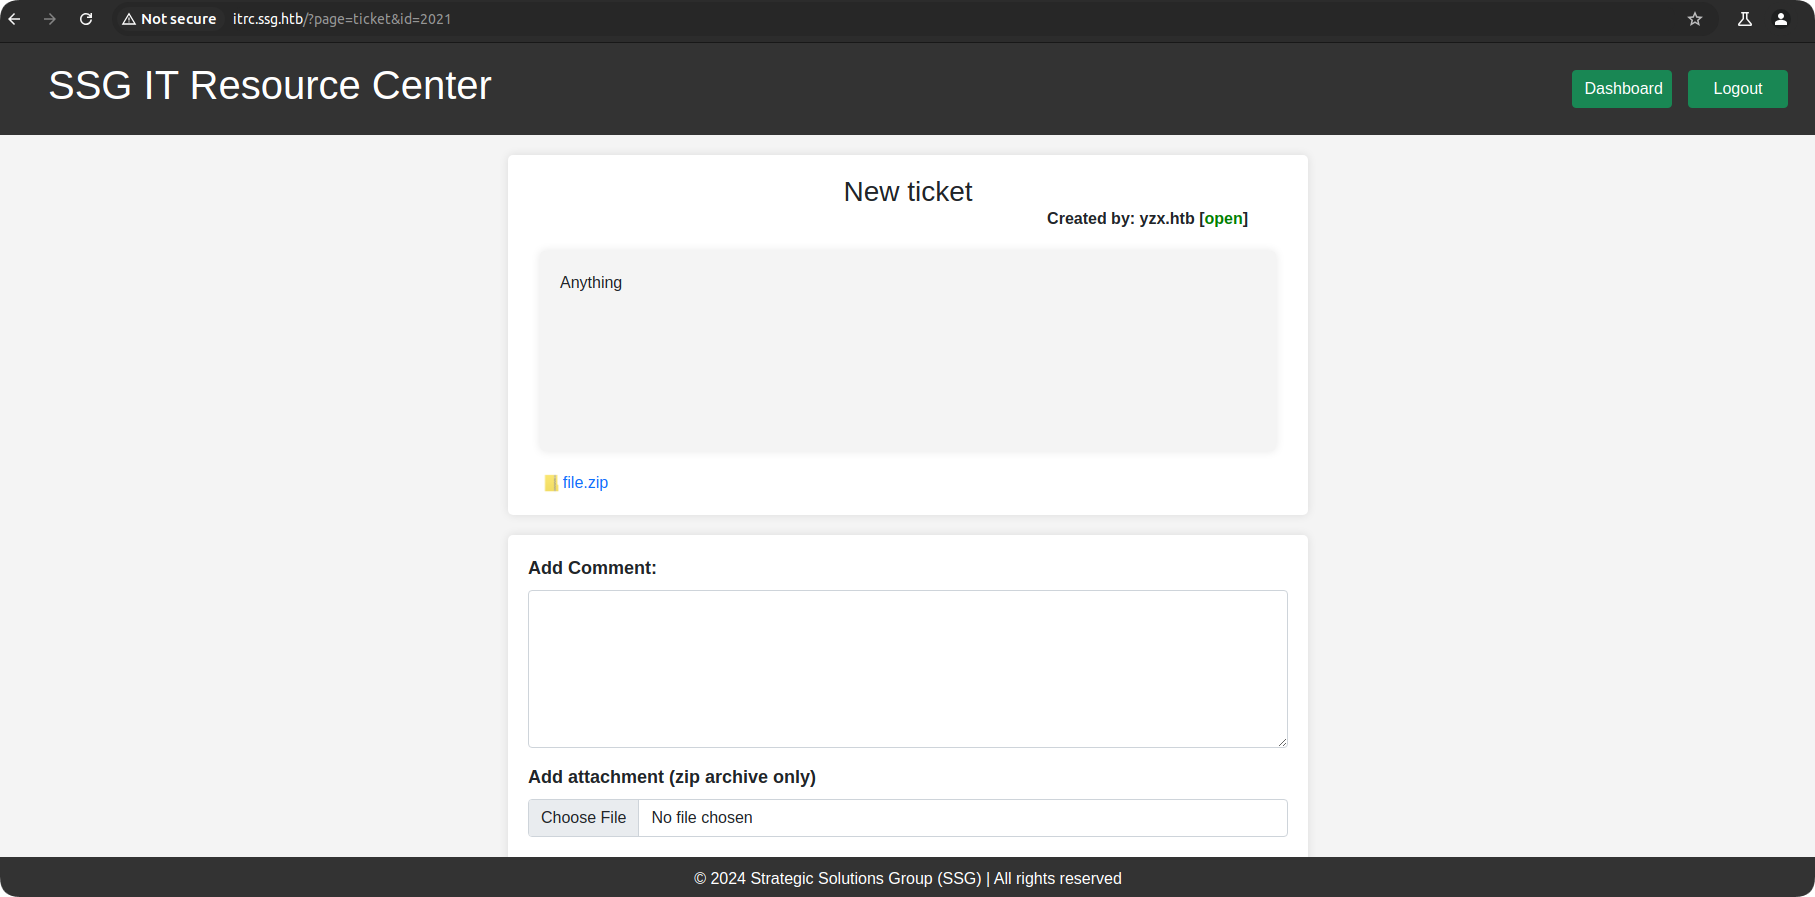 Not secure itrc.ssg.htb/?page=ticket&id=2021
SSG IT Resource Center
Dashboard
Logout
New ticket
Created by: yzx.htb [open]
Anything
file.zip
Add Comment:
Add attachment (zip archive only)
Choose File No file chosen
© 2024 Strategic Solutions Group (SSG) | All rights reserved